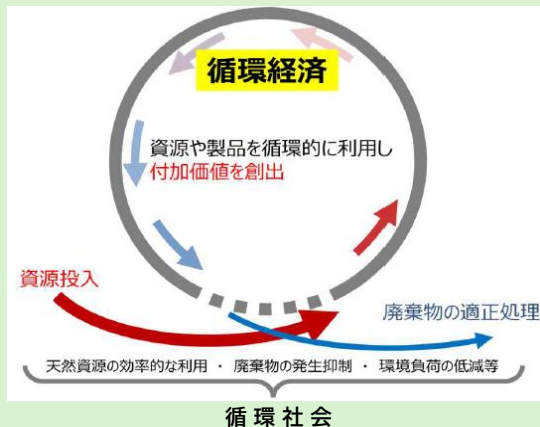 循環経済
資源や製品を循環的に利用し
付加価値を創出
資源投入
廃棄物の適正処理
天然資源の効率的な利用 ・ 廃棄物の発生抑制 ・ 環境負荷の低減等
循環社会